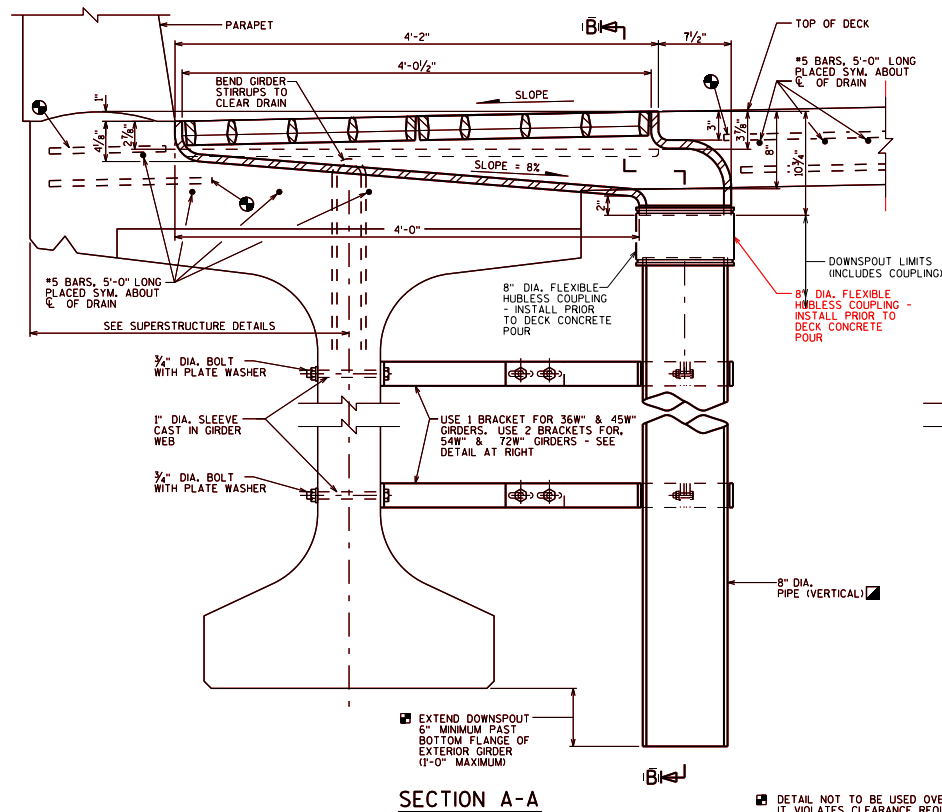 PARAPET
B
TOP OF DECK
4'-2"
7½"
4'-0½"
*5 BARS, 5'-0" LONG
PLACED SYM. ABOUT
℄ OF DRAIN
BEND GIRDER
STIRRUPS TO
CLEAR DRAIN
SLOPE
1"
4⅛"
2⅞"
3"
3⅞"
8"
10¾"
SLOPE = 8%
2"
4'-0"
*5 BARS, 5'-0" LONG
PLACED SYM. ABOUT
℄ OF DRAIN
SEE SUPERSTRUCTURE DETAILS
8" DIA. FLEXIBLE
HUBLESS COUPLING
- INSTALL PRIOR
TO DECK CONCRETE
POUR
DOWNSPOUT LIMITS
(INCLUDES COUPLING)
8" DIA. FLEXIBLE
HUBLESS COUPLING -
INSTALL PRIOR TO
DECK CONCRETE
POUR
¾" DIA. BOLT
WITH PLATE WASHER
1" DIA. SLEEVE
CAST IN GIRDER
WEB
USE 1 BRACKET FOR 36W" & 45W"
GIRDERS. USE 2 BRACKETS FOR,
54W" & 72W" GIRDERS - SEE
DETAIL AT RIGHT
¾" DIA. BOLT
WITH PLATE WASHER
8" DIA.
PIPE (VERTICAL)
EXTEND DOWNSPOUT
6" MINIMUM PAST
BOTTOM FLANGE OF
EXTERIOR GIRDER
(1'-0" MAXIMUM)
B
SECTION A-A
DETAIL NOT TO BE USED OVE
IT VIOLATES CLEARANCE